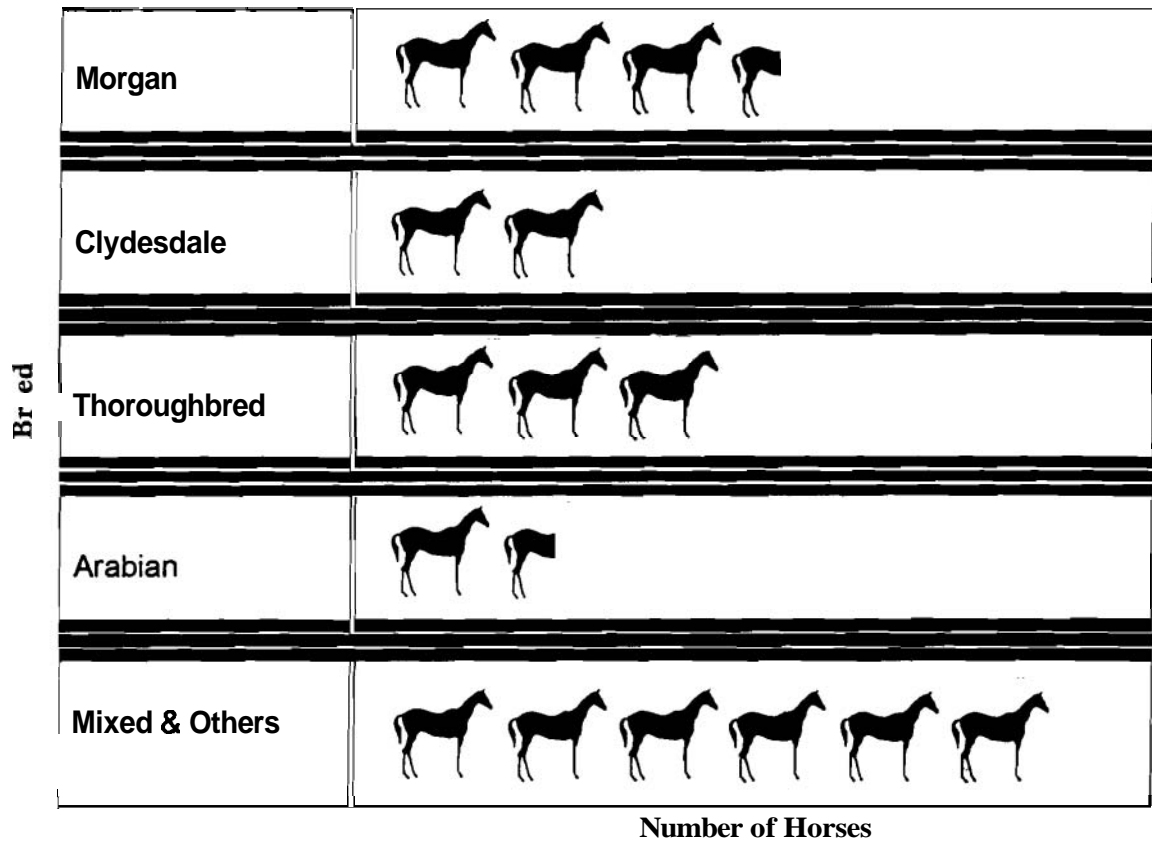 Morgan
Clydesdale
Br ed
Thoroughbred
Arabian
Mixed & Others
Number of Horses